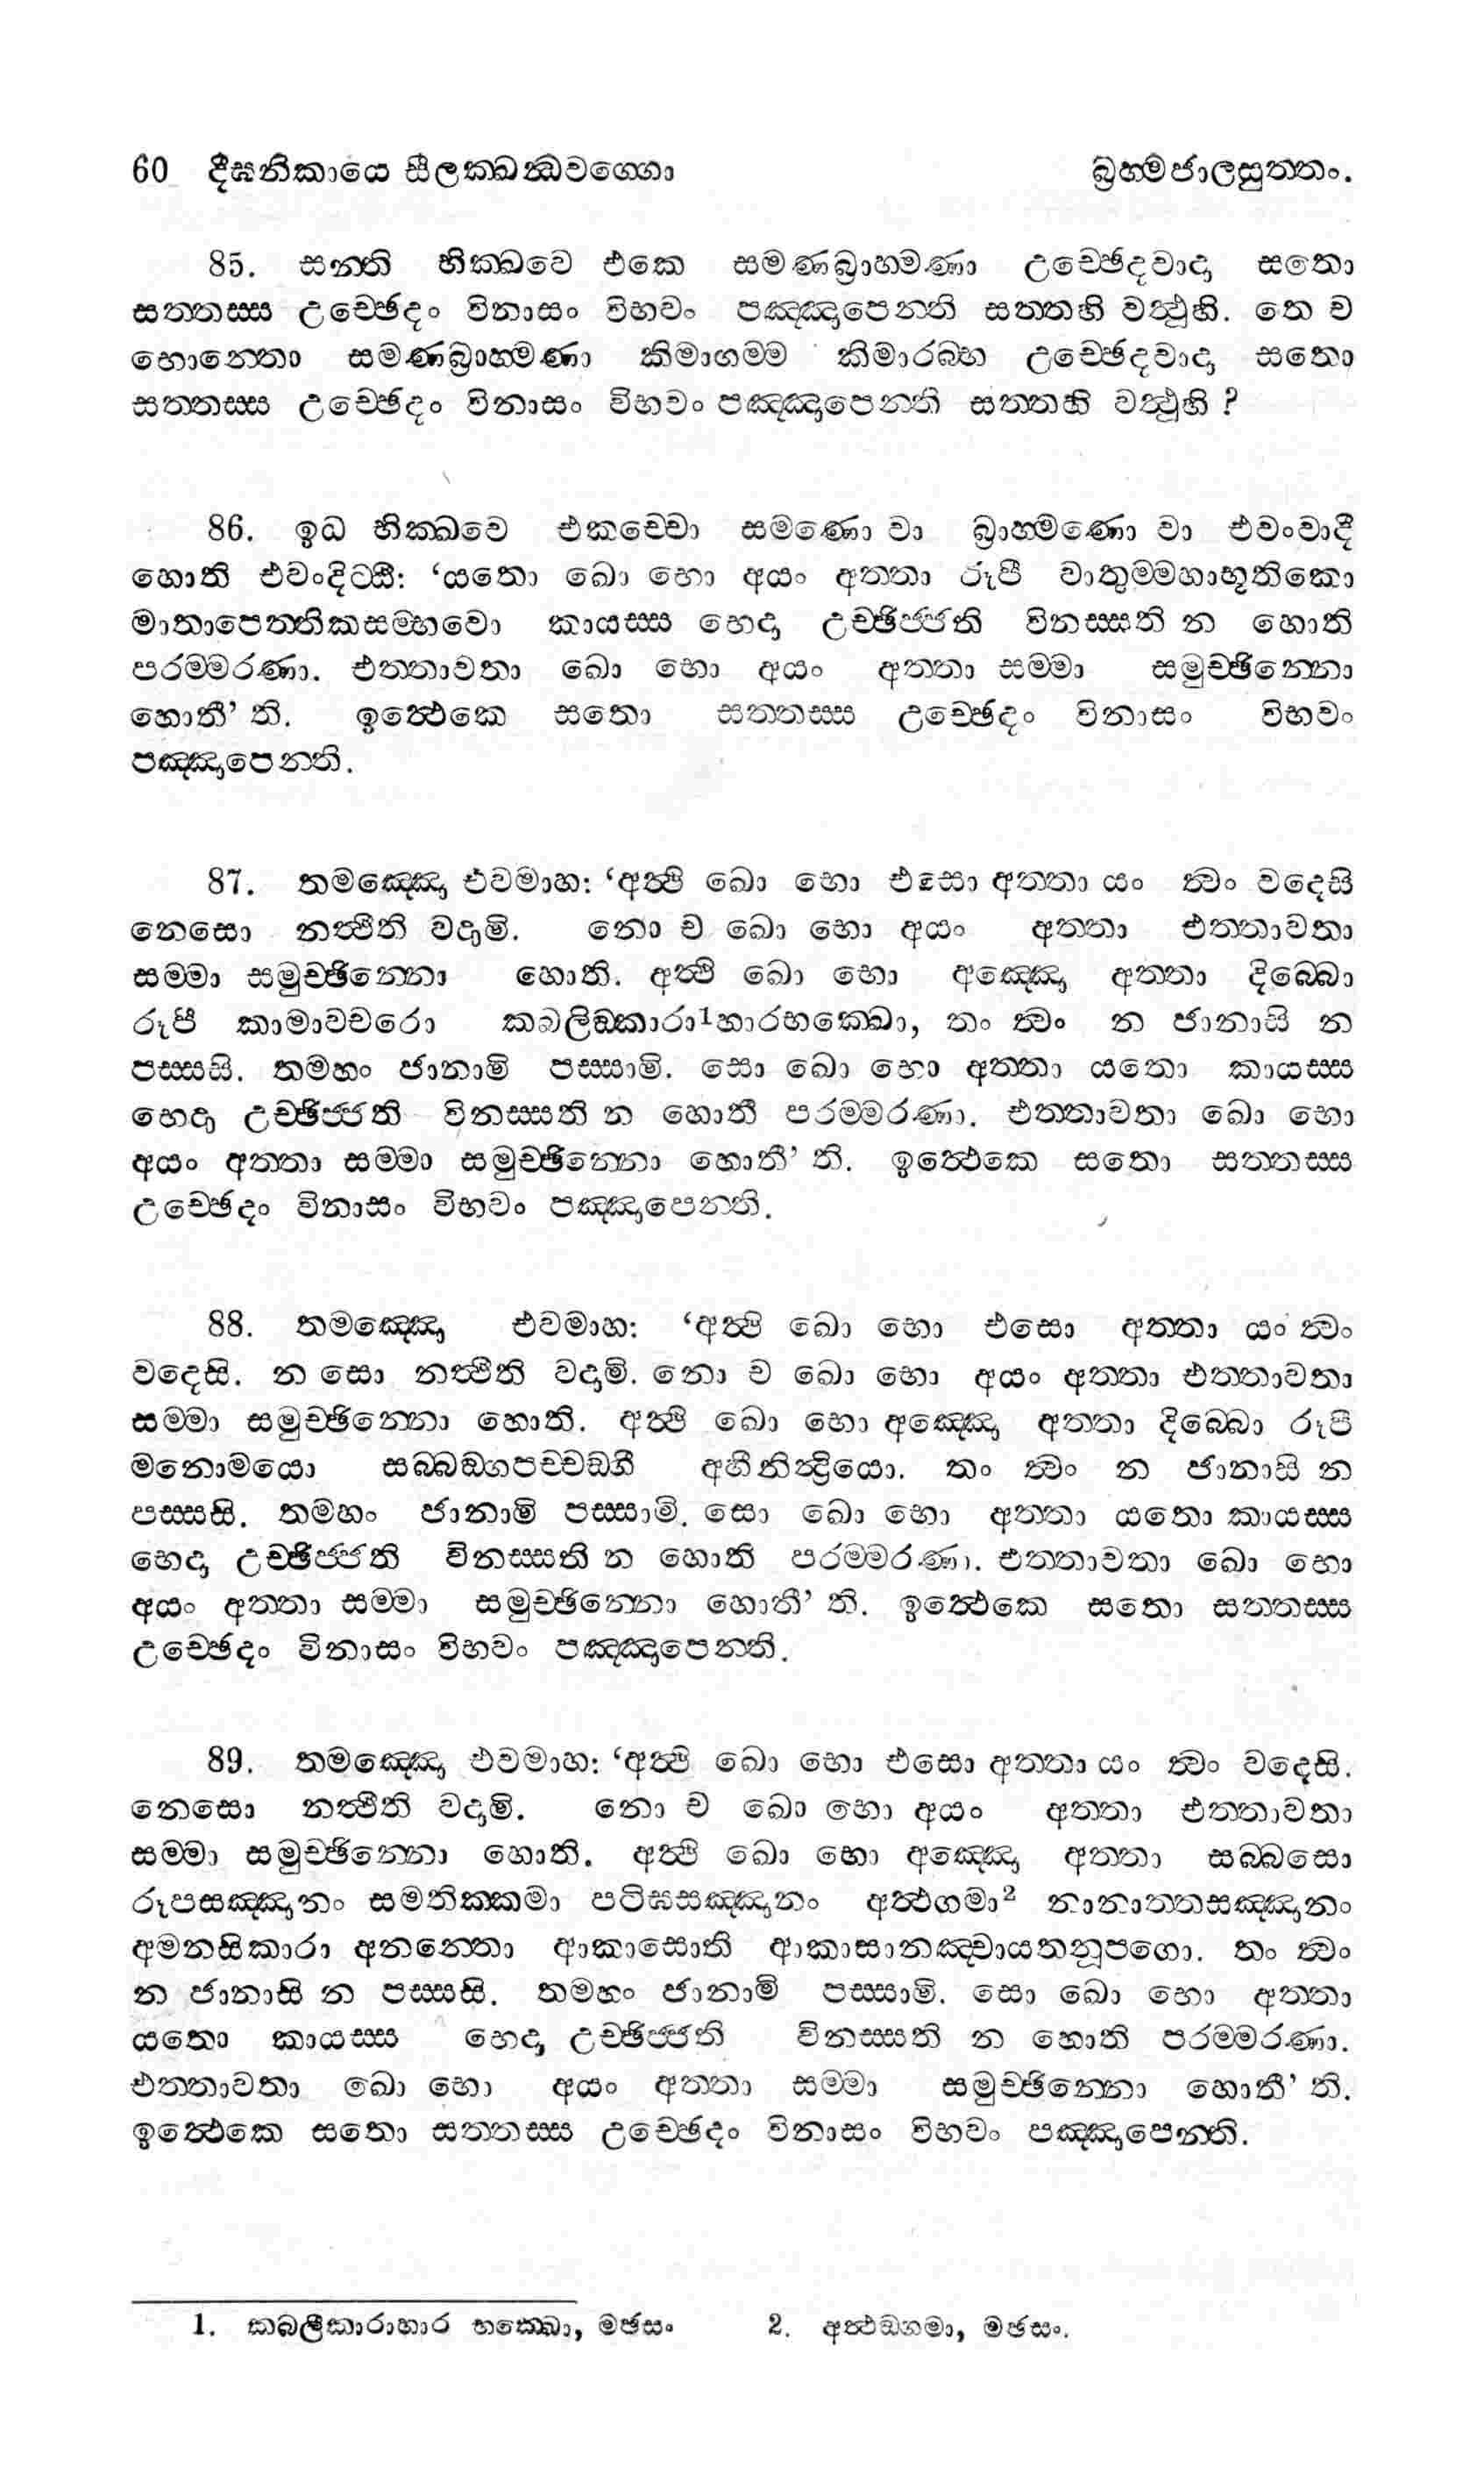 60 දීඝනිකායෙ සීලක්ඛන්ධවග්ගො බ්‍රහ්මජාලසුත්තං.
85. සන්ති භික්ඛවෙ එකෙ සමණබ්‍රාහ්මණා උච්ඡෙදවාදා සතො
සත්තස්ස උච්ඡෙදං විනාසං විභවං පඤ්ඤාපෙන්ති සත්තහි වත්ථූහි. තෙ ච
භොන්තො සමණබ්‍රාහ්මණා කිමාගම්ම කිමාරබ්භ උච්ඡෙදවාදා සතො
සත්තස්ස උච්ඡෙදං විනාසං විභවං පඤ්ඤාපෙන්ති සත්තහි වත්ථූහි ?
86. ඉධ භික්ඛවෙ එකච්චො සමණො වා බ්‍රාහ්මණො වා එවංවාදී
හොති එවංදිට්ඨී: ‘යතො ඛො භො අයං අත්තා රූපී චාතුම්මහාභූතිකො
මාතාපෙත්තිකසම්භවො කායස්ස භෙදා උච්ඡිජ්ජති විනස්සති න හොති
පරම්මරණා. එත්තාවතා ඛො භො අයං අත්තා සම්මා සමුච්ඡින්නො
හොතී’ ති. ඉත්ථෙකෙ සතො සත්තස්ස උච්ඡෙදං විනාසං විභවං
පඤ්ඤාපෙන්ති.
87. තමඤ්ඤො එවමාහ: ‘අත්ථි ඛො භො එසො අත්තා යං ත්වං වදෙසි
නෙසො නත්ථීති වදාමි. නො ච ඛො භො අයං අත්තා එත්තාවතා
සම්මා සමුච්ඡින්නො හොති. අත්ථි ඛො භො අඤ්ඤො අත්තා දිබ්බො
රූපී කාමාවචරො කබලිඞ්කාරා1හාරභක්ඛො, තං ත්වං න ජානාසි න
පස්සසි. තමහං ජානාමි පස්සාමි. සො ඛො භො අත්තා යතො කායස්ස
භෙදා උච්ඡිජ්ජති විනස්සති න හොති පරම්මරණා. එත්තාවතා ඛො භො
අයං අත්තා සම්මා සමුච්ඡින්නො හොතී’ ති. ඉත්ථෙකෙ සතො සත්තස්ස
උච්ඡෙදං විනාසං විභවං පඤ්ඤාපෙන්ති.
88. තමඤ්ඤො එවමාහ: ‘අත්ථි ඛො භො එසො අත්තා යං ත්වං
වදෙසි. න සො නත්ථීති වදාමි. නො ච ඛො භො අයං අත්තා එත්තාවතා
සම්මා සමුච්ඡින්නො හොති. අත්ථි ඛො භො අඤ්ඤො අත්තා දිබ්බො රූපී
මනොමයො සබ්බඞ්ගපච්චඞ්ගී අහීනින්ද්‍රියො. තං ත්වං න ජානාසි න
පස්සසි. තමහං ජානාමි පස්සාමි. සො ඛො භො අත්තා යතො කායස්ස
භෙදා උච්ඡිජ්ජති විනස්සති න හොති පරම්මරණා. එත්තාවතා ඛො භො
අයං අත්තා සම්මා සමුච්ඡින්නො හොතී’ ති. ඉත්ථෙකෙ සතො සත්තස්ස
උච්ඡෙදං විනාසං විභවං පඤ්ඤාපෙන්ති.
89. තමඤ්ඤො එවමාහ: ‘අත්ථි ඛො භො එසො අත්තා යං ත්වං වදෙසි.
නෙසො නත්ථීති වදාමි. නො ච ඛො භො අයං අත්තා එත්තාවතා
සම්මා සමුච්ඡින්නො හොති. අත්ථි ඛො භො අඤ්ඤො අත්තා සබ්බසො
රූපසඤ්ඤානං සමතික්කමා පටිඝසඤ්ඤානං අත්ථගමා2 නානාත්තසඤ්ඤානං
අමනසිකාරා අනන්තො ආකාසොති ආකාසානඤ්චායතනූපගො. තං ත්වං
න ජානාසි න පස්සසි. තමහං ජානාමි පස්සාමි. සො ඛො භො අත්තා
යතො කායස්ස භෙදා උච්ඡිජ්ජති විනස්සති න හොති පරම්මරණා.
එත්තාවතා ඛො භො අයං අත්තා සම්මා සමුච්ඡින්නො හොතී’ ති.
ඉත්ථෙකෙ සතො සත්තස්ස උච්ඡෙදං විනාසං විභවං පඤ්ඤාපෙන්ති.
1. කබලීකාරාහාර භක්ඛො, මඡසං 2. අත්ථඞ්ගමා, මඡසං.